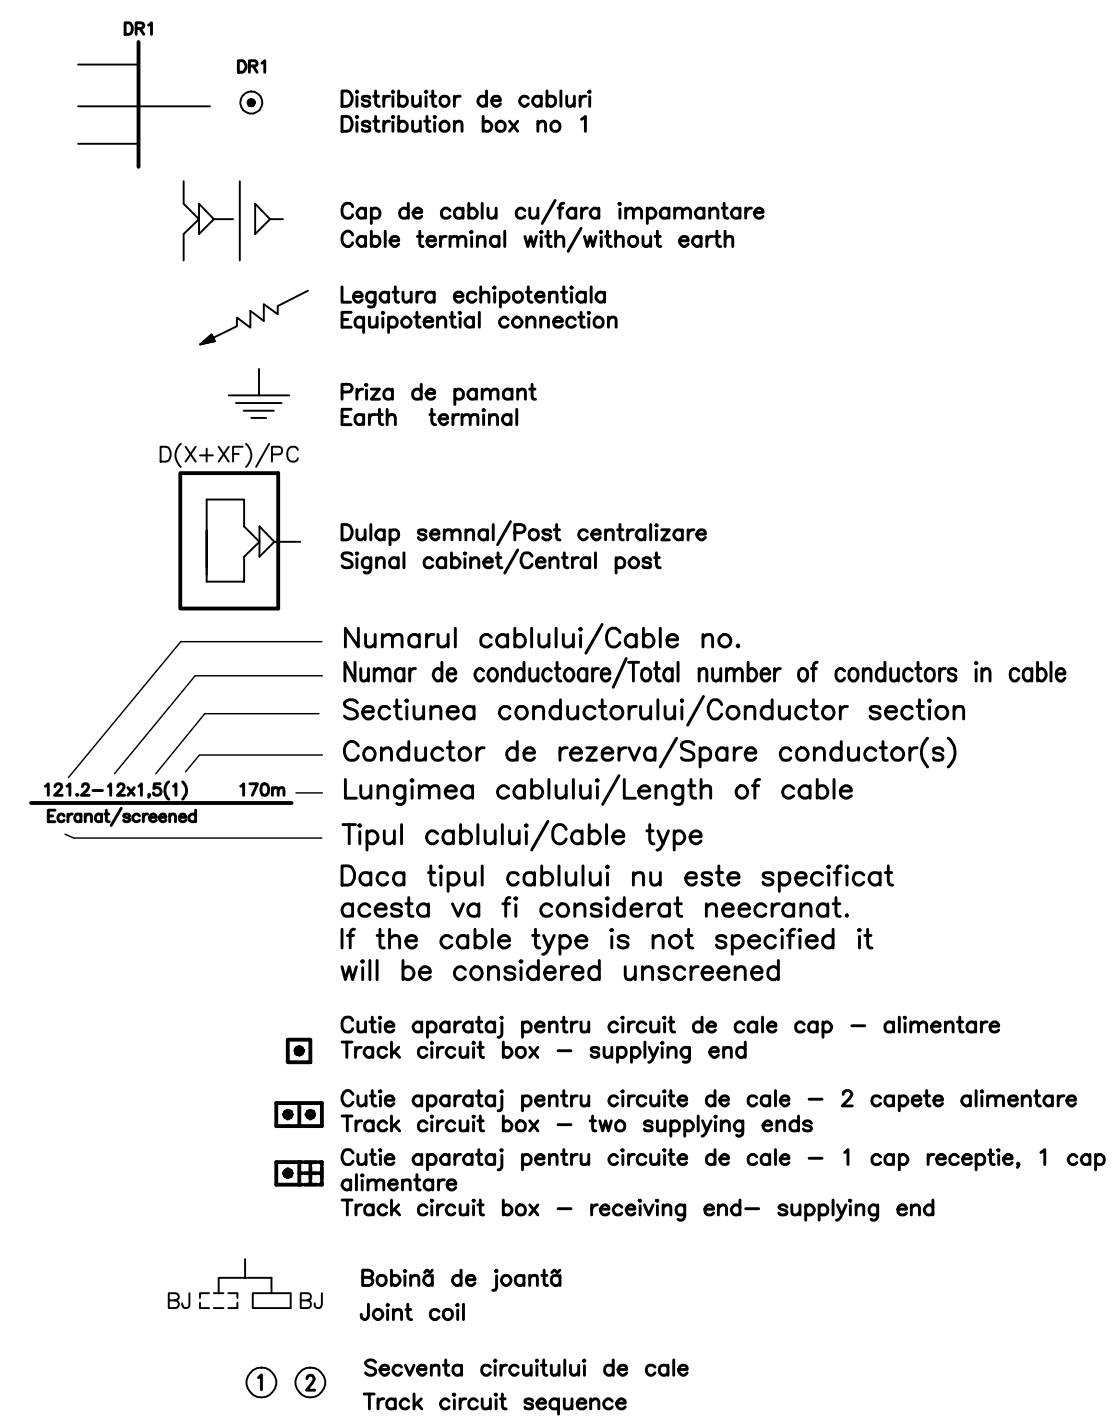 DR1
DR1
Distribuitor de cabluri
Distribution box no 1
Cap de cablu cu/fara impamantare
Cable terminal with/without earth
Legatura echipotentiala
Equipotential connection
Priza de pamant
Earth terminal
D(X+XF)/PC
Dulap semnal/Post centralizare
Signal cabinet/Central post
Numarul cablului/Cable no.
Numar de conductoare/Total number of conductors in cable
Sectiunea conductorului/Conductor section
Conductor de rezerva/Spare conductor(s)
121.2-12x1,5(1) 170m
Lungimea cablului/Length of cable
Ecranat/screened
Tipul cablului/Cable type
Daca tipul cablului nu este specificat
acesta va fi considerat neecranat.
If the cable type is not specified it
will be considered unscreened
Cutie aparataj pentru circuit de cale cap - alimentare
Track circuit box - supplying end
Cutie aparataj pentru circuite de cale - 2 capete alimentare
Track circuit box - two supplying ends
Cutie aparataj pentru circuite de cale - 1 cap receptie, 1 cap
alimentare
Track circuit box - receiving end- supplying end
BJ BJ
Bobinã de joantã
Joint coil
1 2
Secventa circuitului de cale
Track circuit sequence